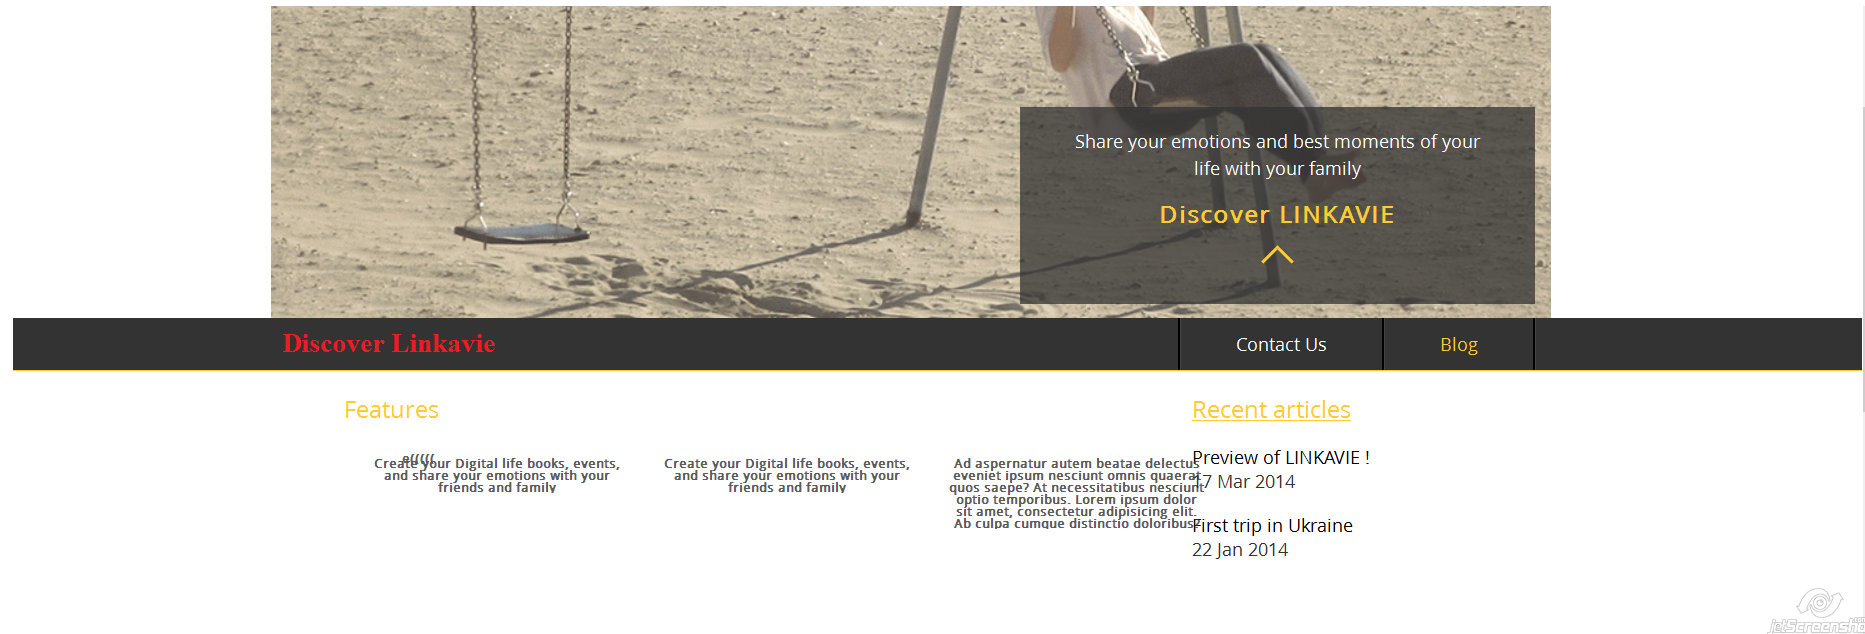 Share your emotions and best moments of your
life with your family
Discover LINKAVIE
Discover Linkavie
Contact Us
Blog
Features
Create your Digital life books, events,
and share your emotions with your
friends and family
Create your Digital life books, events,
and share your emotions with your
friends and family
Ad aspernatur autem beatae delectus
eveniet ipsum nesciunt omnis quaerat
quos saepe? At necessitatibus nesciunt
optio temporibus. Lorem ipsum dolor
sit amet, consectetur adipisicing elit.
Ab culpa cumque distinctio doloribus
Recent articles
Preview of LINKAVIE !
17 Mar 2014
First trip in Ukraine
22 Jan 2014